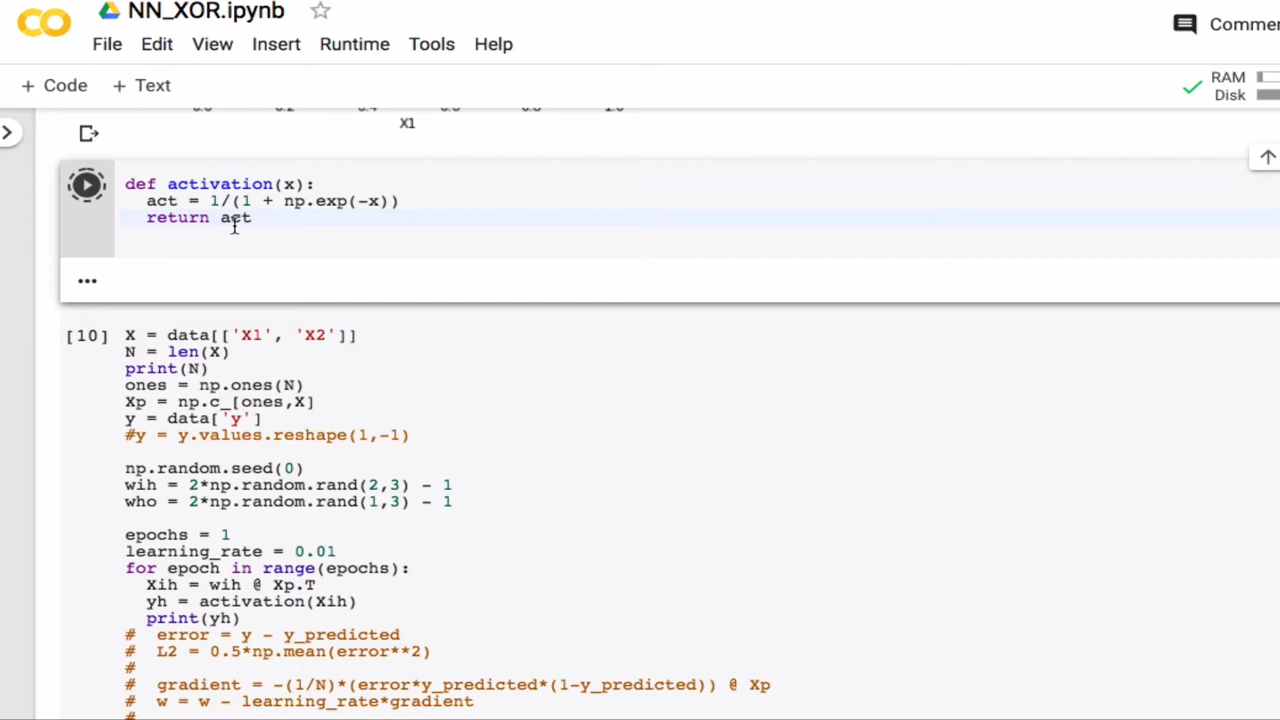 NN_XOR.ipynb
Comme
File Edit View Insert Runtime Tools Help
+ Code + Text
RAM
Disk
X1
def activation(x):
act = 1/(1 + np.exp(-x))
return act
[10] X = data[['X1', 'X2']]
N = len(X)
print(N)
ones = np.ones(N)
Xp = np.c_[ones,X]
y = data['y']
#y = y.values.reshape(1,-1)
np.random.seed(0)
wih = 2*np.random.rand(2,3) - 1
who = 2*np.random.rand(1,3) - 1
epochs = 1
learning_rate = 0.01
for epoch in range(epochs):
Xih = wih @ Xp.T
yh = activation(Xih)
print(yh)
# error = y - y_predicted
# L2 = 0.5*np.mean(error**2)
#
# gradient = -(1/N)*(error*y_predicted*(1-y_predicted)) @ Xp
# w = w - learning_rate*gradient
#